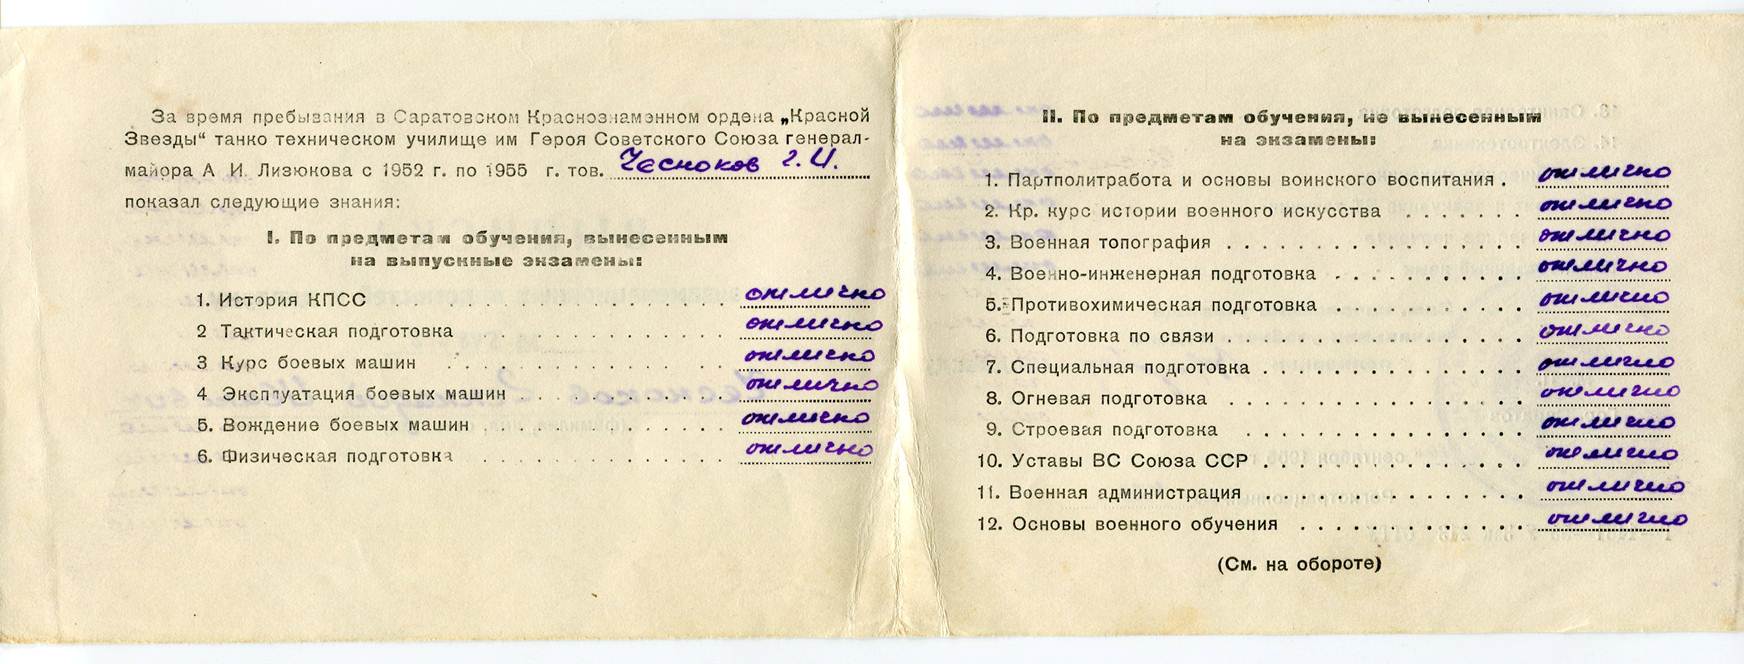 За время пребывания в Саратовском Краснознаменном ордена „Красной
Звезды“ танко техническом училище им Героя Советского Союза генерал-
майора А И. Лизюкова с 1952 г. по 1955 г. тов. Чесноков Г. И.
показал следующие знания:
I. По предметам обучения, вынесенным
на выпускные экзамены:
1. История КПСС . . . . . . . . . . . . отлично
2 Тактическая подготовка . . . . . . . . . отлично
3 Курс боевых машин . . . . . . . . . . отлично
4 Эксплуатация боевых машин . . . . . . . отлично
5. Вождение боевых машин . . . . . . . . отлично
6. Физическая подготовка . . . . . . . . . отлично
II. По предметам обучения, не вынесенным
на экзамены:
1. Партполитработа и основы воинского воспитания . отлично
2. Кр. курс истории военного искусства . . . . . . отлично
3. Военная топография . . . . . . . . . . . . . отлично
4. Военно-инженерная подготовка . . . . . . . . отлично
5. Противохимическая подготовка . . . . . . . . отлично
6. Подготовка по связи . . . . . . . . . . . . . отлично
7. Специальная подготовка . . . . . . . . . . . . отлично
8. Огневая подготовка . . . . . . . . . . . . . отлично
9. Строевая подготовка . . . . . . . . . . . . отлично
10. Уставы ВС Союза ССР . . . . . . . . . . . . отлично
11. Военная администрация . . . . . . . . . . . отлично
12. Основы военного обучения . . . . . . . . . . отлично
(См. на обороте)